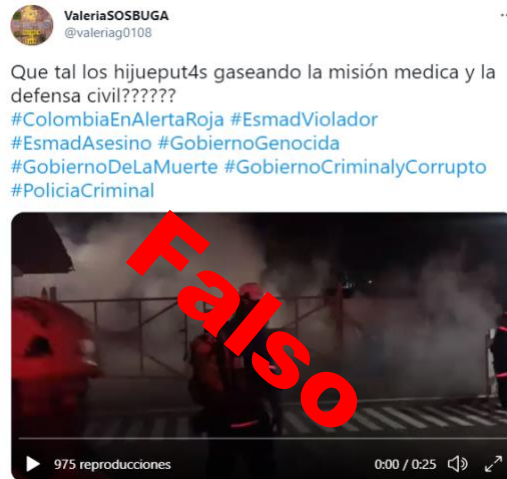 ValeriaSOSBUGA
@valeriag0108
Que tal los hijueput4s gaseando la misión medica y la
defensa civil??????
#ColombiaEnAlertaRoja #EsmadViolador
#EsmadAsesino #GobiernoGenocida
#GobiernoDeLaMuerte #GobiernoCriminalyCorrupto
#PoliciaCriminal
Falso
975 reproducciones
0:00 / 0:25